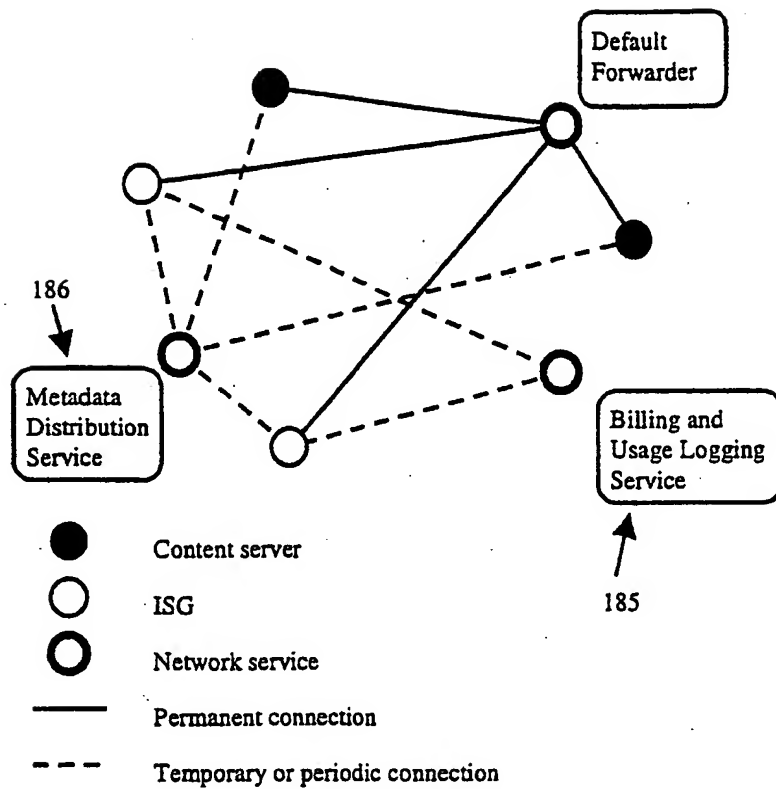 Default
Forwarder
186
Metadada
Distribution
Service
Billing and
Usage Logging
Service
185
Content server
ISG
Network service
Permanent connection
Temporary or periodic connection